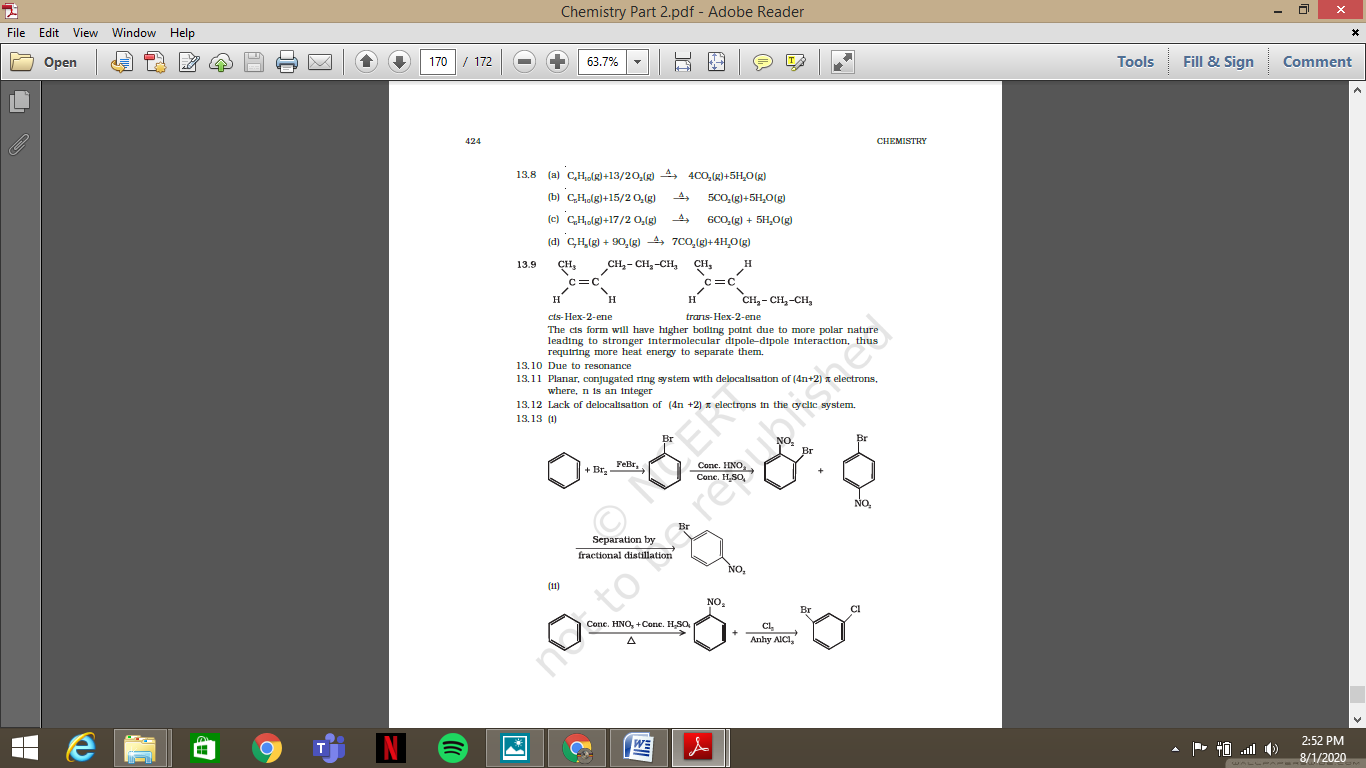 Chemistry Part 2.pdf - Adobe Reader
File Edit View Window Help
Open 170 / 172 63.7% Tools Fill & Sign Comment
424 CHEMISTRY
13.8 (a) C₄H₁₀(g)+13/2 O₂(g) Δ → 4CO₂(g)+5H₂O(g)
(b) C₅H₁₀(g)+15/2 O₂(g) Δ → 5CO₂(g)+5H₂O(g)
(c) C₆H₁₀(g)+17/2 O₂(g) Δ → 6CO₂(g) + 5H₂O(g)
(d) C₇H₈(g) + 9O₂(g) Δ → 7CO₂(g)+4H₂O(g)
13.9 CH₃ CH₂– CH₂–CH₃ CH₃ H
C=C C=C
H H H CH₂– CH₂–CH₃
cis-Hex-2-ene trans-Hex-2-ene
The cis form will have higher boiling point due to more polar nature
leading to stronger intermolecular dipole–dipole interaction, thus
requiring more heat energy to separate them.
13.10 Due to resonance
13.11 Planar, conjugated ring system with delocalisation of (4n+2) π electrons,
where, n is an integer
13.12 Lack of delocalisation of (4n +2) π electrons in the cyclic system.
13.13 (i)
Br NO₂ Br Br
+ Br₂ FeBr₃ → Conc. HNO₃ → +
Conc. H₂SO₄
NO₂
Separation by Br
fractional distillation →
NO₂
(ii)
NO₂ Br Cl
Conc. HNO₃ +Conc. H₂SO₄ → + Cl₂ →
Δ Anhy AlCl₃
© NCERT
not to be republished
2:52 PM
8/1/2020